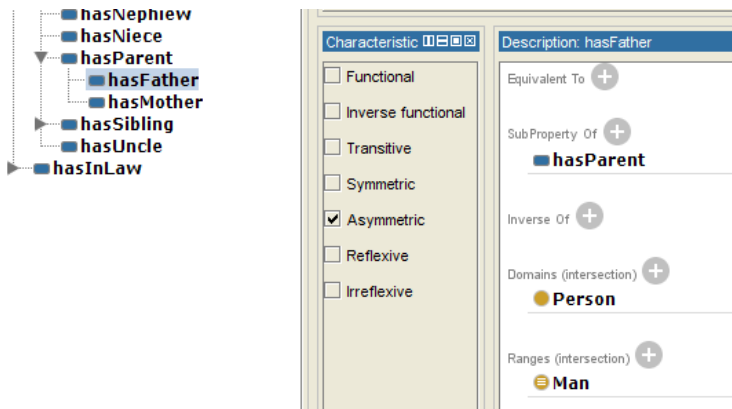 hasNephiew
hasNiece
hasParent
hasFather
hasMother
hasSibling
hasUncle
hasInLaw
Characteristic
Functional
Inverse functional
Transitive
Symmetric
Asymmetric
Reflexive
Irreflexive
Description: hasFather
Equivalent To
SubProperty Of
hasParent
Inverse Of
Domains (intersection)
Person
Ranges (intersection)
Man